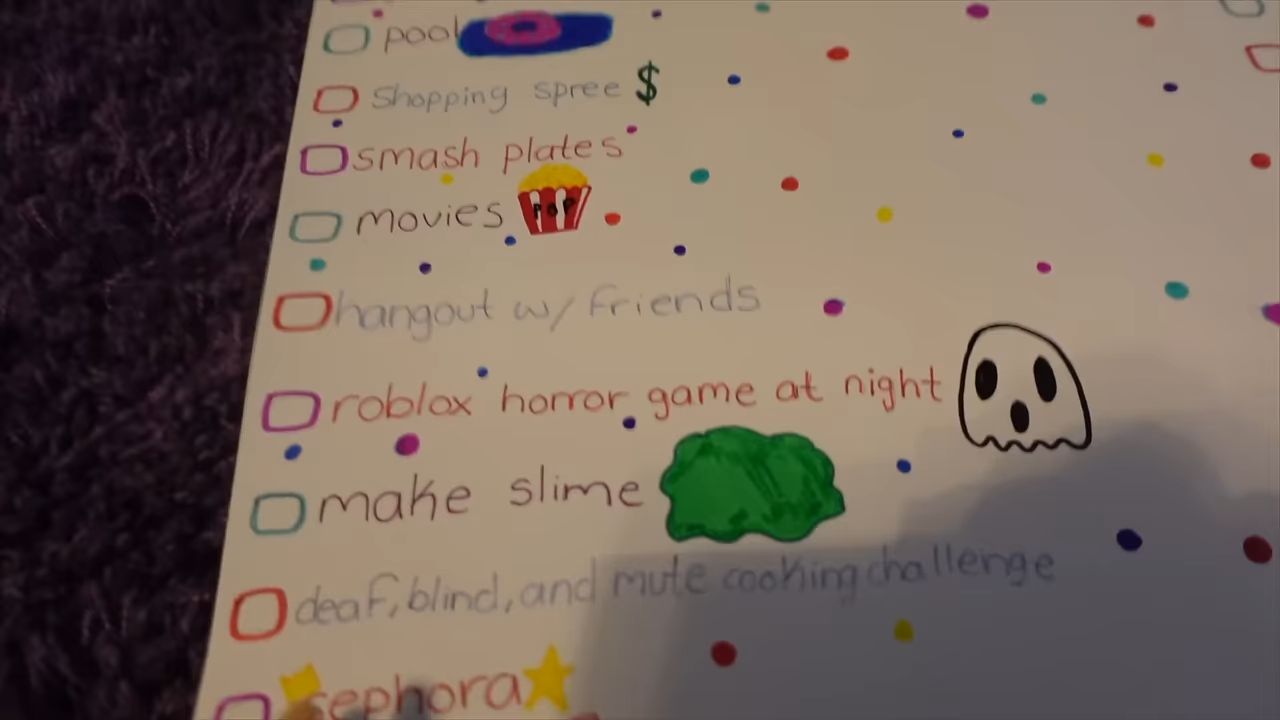 pool
Shopping spree $
smash plates
movies POP
hangout w/ friends
roblox horror game at night
make slime
deaf, blind, and mute cooking challenge
sephora